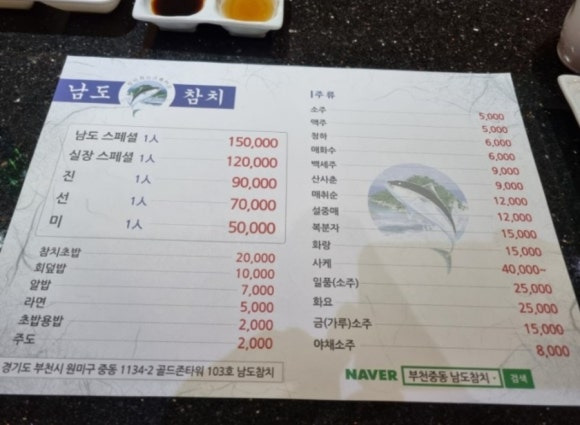 남도 참치
남도 스페셜 1人 150,000
실장 스페셜 1人 120,000
진 1人 90,000
선 1人 70,000
미 1人 50,000
참치초밥 20,000
회덮밥 10,000
알밥 7,000
라면 5,000
초밥용밥 2,000
주도 2,000
경기도 부천시 원미구 중동 1134-2 골드존타워 103호 남도참치
주류
소주 5,000
맥주 5,000
청하 6,000
매화수 6,000
백세주 9,000
산사춘 9,000
매취순 12,000
설중매 12,000
복분자 15,000
화랑 15,000
사케 40,000~
일품(소주) 25,000
화요 25,000
금(가루)소주 15,000
야채소주 8,000
NAVER 부천중동 남도참치 검색